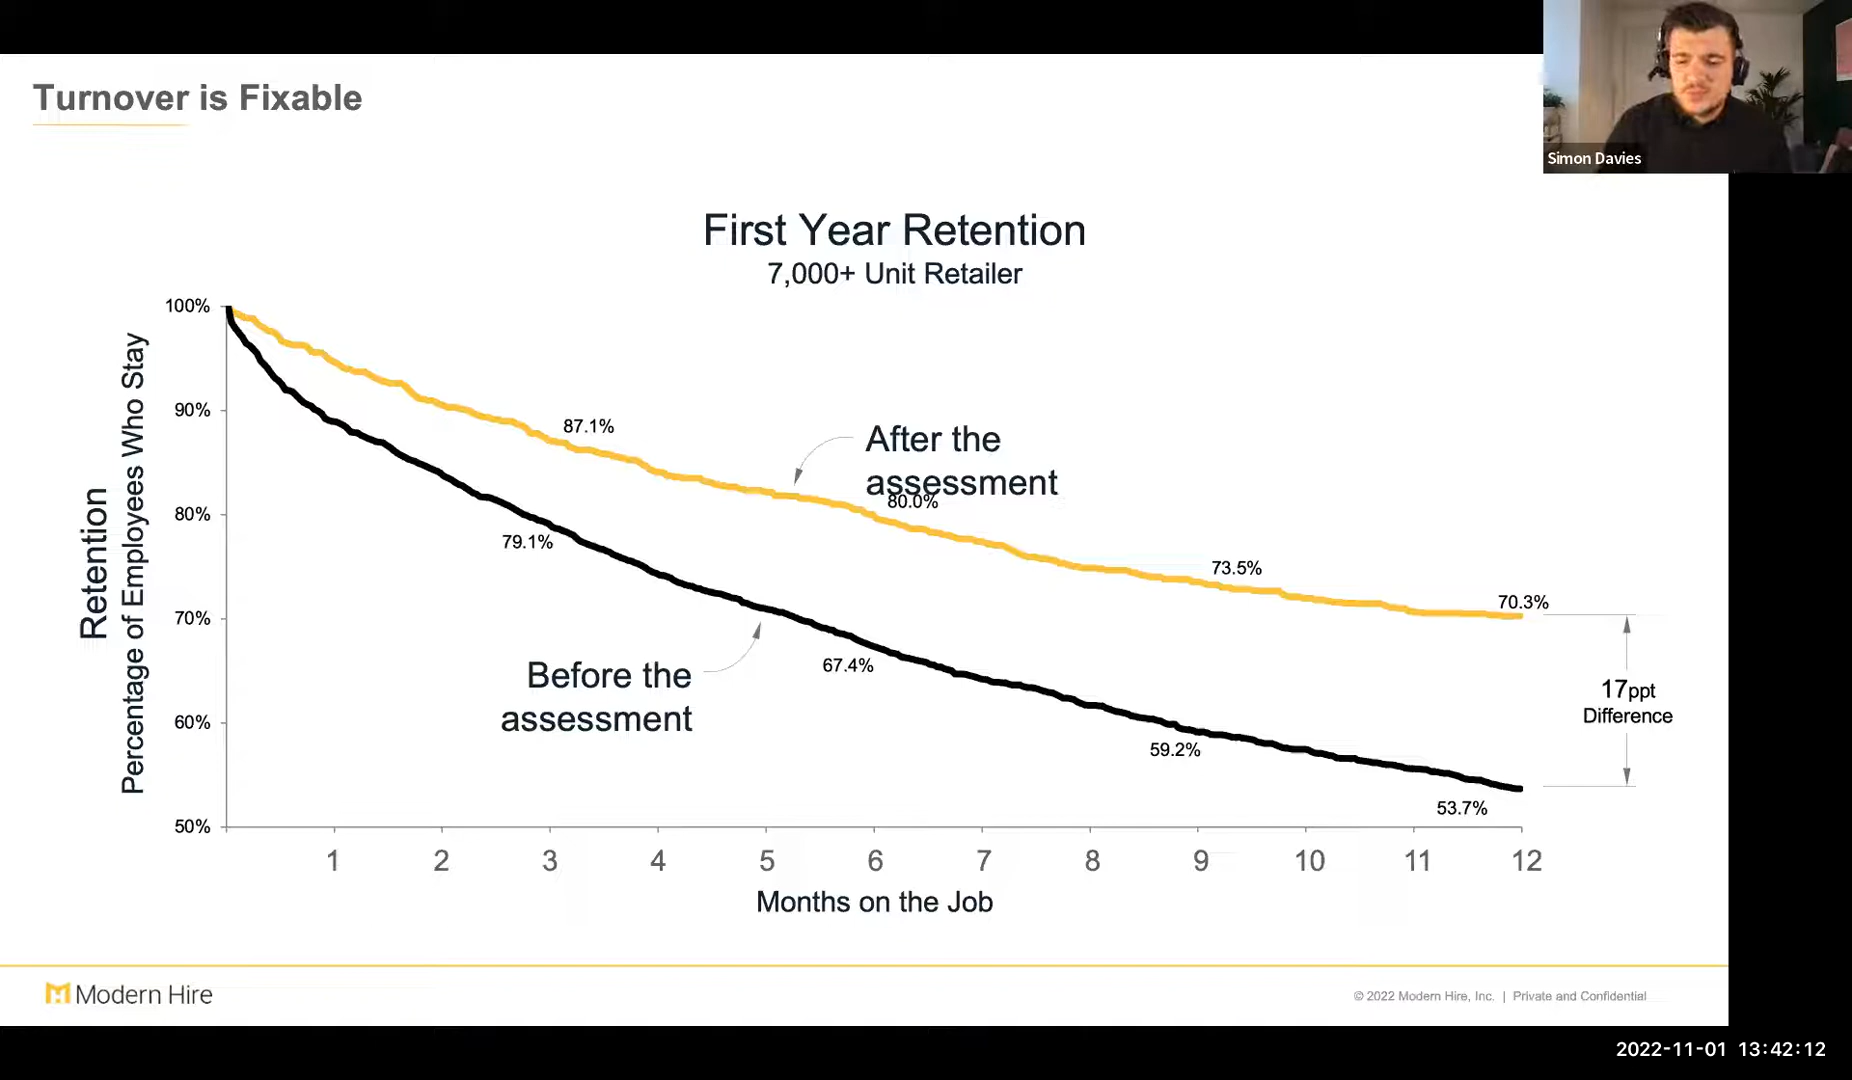 Turnover is Fixable
Simon Davies
First Year Retention
7,000+ Unit Retailer
Retention
Percentage of Employees Who Stay
100%
90%
80%
70%
60%
50%
87.1%
After the
assessment
80.0%
79.1%
73.5%
70.3%
Before the
assessment
67.4%
17ppt
Difference
59.2%
53.7%
1 2 3 4 5 6 7 8 9 10 11 12
Months on the Job
Modern Hire
© 2022 Modern Hire, Inc. | Private and Confidential
2022-11-01 13:42:12